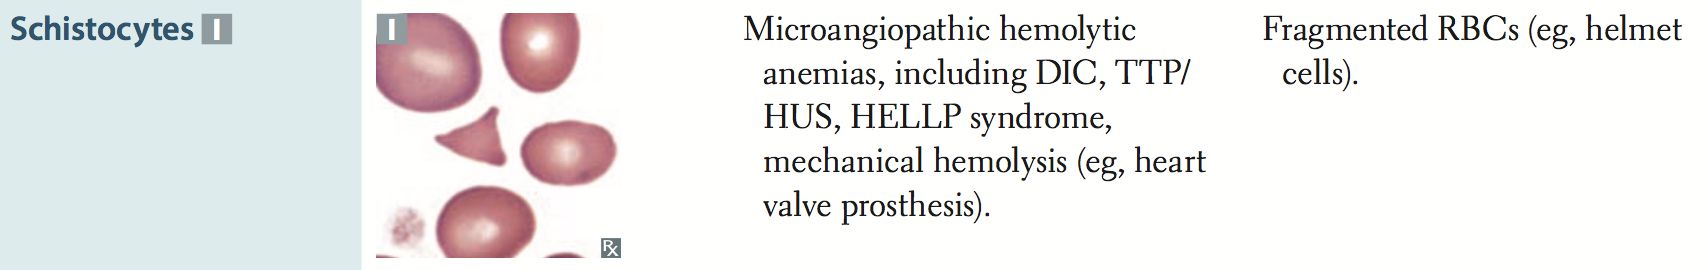 Schistocytes I
I
Rx
Microangiopathic hemolytic
anemias, including DIC, TTP/
HUS, HELLP syndrome,
mechanical hemolysis (eg, heart
valve prosthesis).
Fragmented RBCs (eg, helmet
cells).